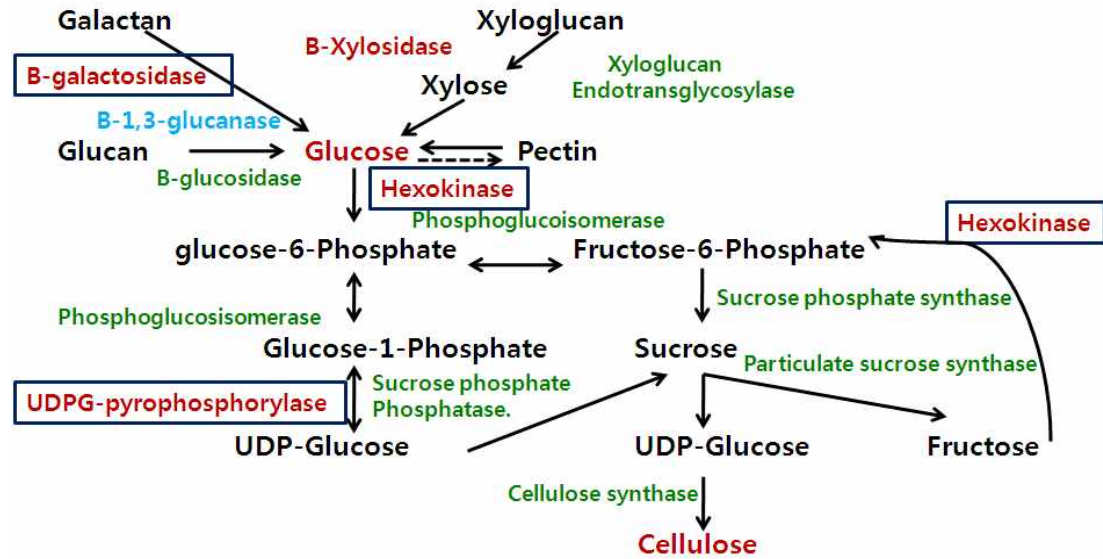 Galactan
Xyloglucan
B-Xylosidase
B-galactosidase
Xyloglucan
Endotransglycosylase
Xylose
B-1,3-glucanase
Glucan
Glucose
Pectin
B-glucosidase
Hexokinase
Phosphoglucoisomerase
Hexokinase
glucose-6-Phosphate
Fructose-6-Phosphate
Sucrose phosphate synthase
Phosphoglucosisomerase
Glucose-1-Phosphate
Sucrose
Particulate sucrose synthase
UDPG-pyrophosphorylase
Sucrose phosphate
Phosphatase.
UDP-Glucose
UDP-Glucose
Fructose
Cellulose synthase
Cellulose